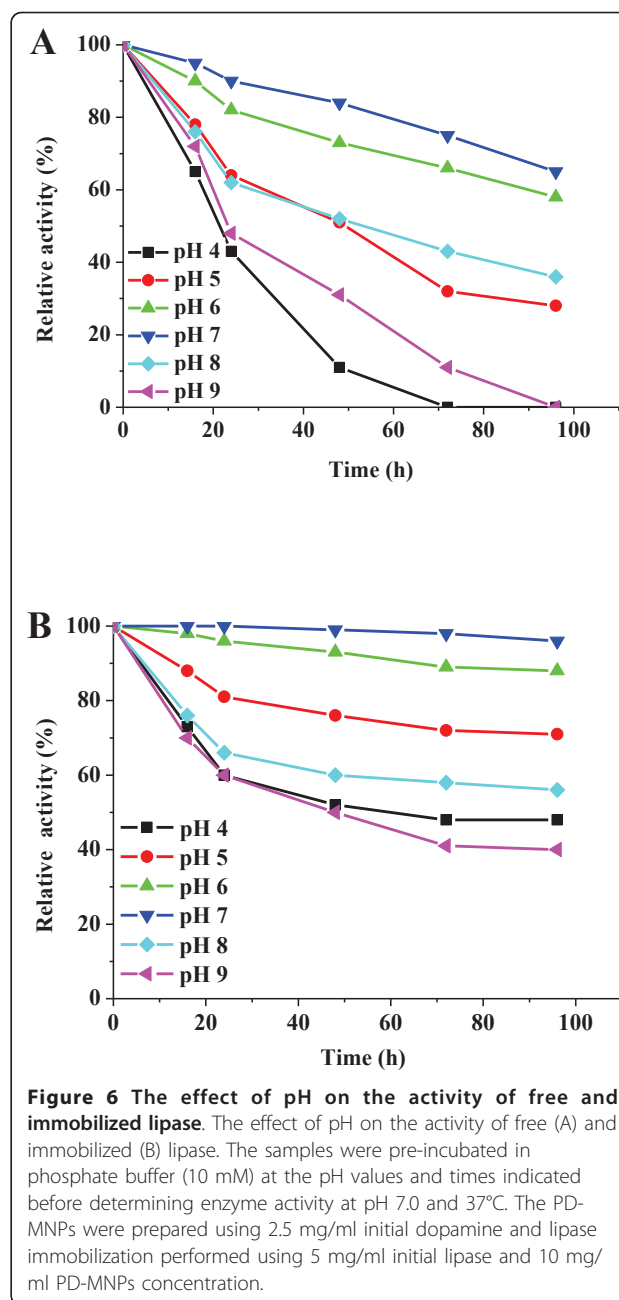 A
100
80
60
40
20
0
Relative activity (%)
pH 4
pH 5
pH 6
pH 7
pH 8
pH 9
0 20 40 60 80 100
Time (h)
B
100
80
60
40
20
0
Relative activity (%)
pH 4
pH 5
pH 6
pH 7
pH 8
pH 9
0 20 40 60 80 100
Time (h)
Figure 6 The effect of pH on the activity of free and
immobilized lipase. The effect of pH on the activity of free (A) and
immobilized (B) lipase. The samples were pre-incubated in
phosphate buffer (10 mM) at the pH values and times indicated
before determining enzyme activity at pH 7.0 and 37°C. The PD-
MNPs were prepared using 2.5 mg/ml initial dopamine and lipase
immobilization performed using 5 mg/ml initial lipase and 10 mg/
ml PD-MNPs concentration.